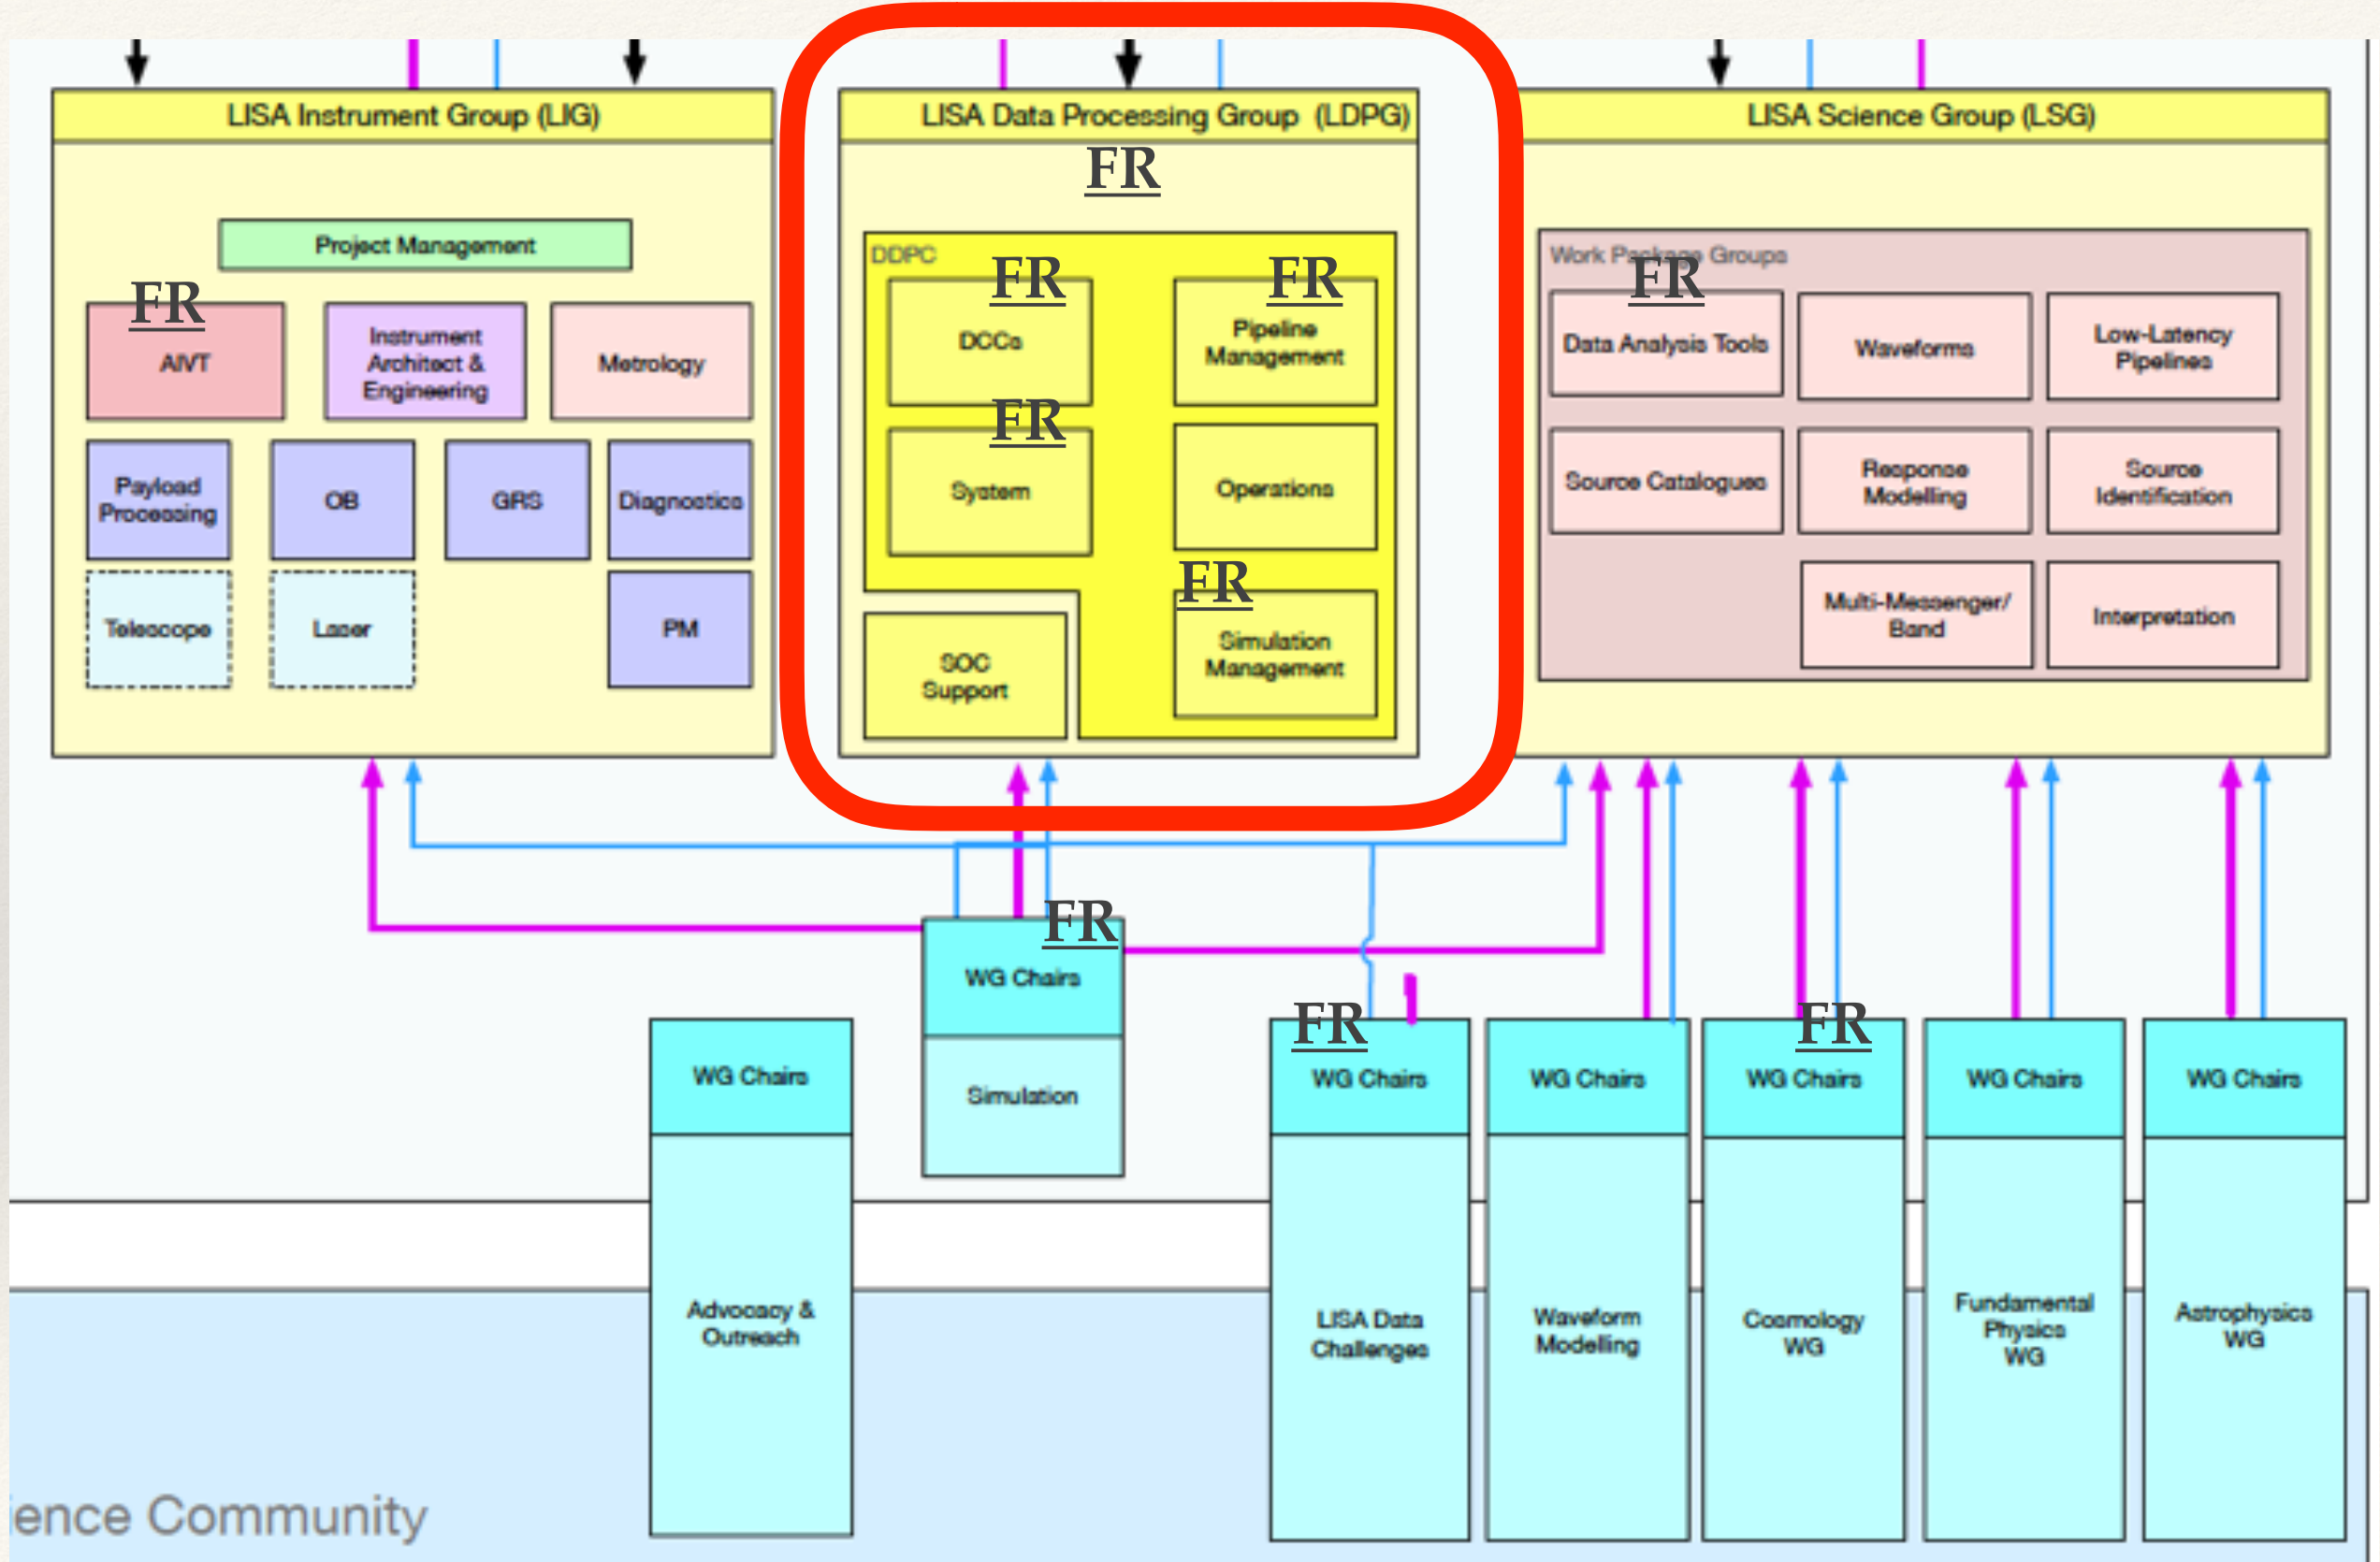 LISA Instrument Group (LIG)
Project Management
FR
AIVT
Instrument
Architect &
Engineering
Metrology
Payload
Processing
OB
GRS
Diagnostics
Telescope
Laser
PM
LISA Data Processing Group (LDPG)
FR
DDPC
FR
DCCs
FR
Pipeline
Management
FR
System
Operations
SOC
Support
FR
Simulation
Management
LISA Science Group (LSG)
Work Package Groups
FR
Data Analysis Tools
Waveforms
Low-Latency
Pipelines
Source Catalogues
Response
Modelling
Source
Identification
Multi-Messenger/
Band
Interpretation
FR
WG Chairs
Simulation
WG Chairs
Advocacy &
Outreach
FR
WG Chairs
LISA Data
Challenges
WG Chairs
Waveform
Modelling
FR
WG Chairs
Cosmology
WG
WG Chairs
Fundamental
Physics
WG
WG Chairs
Astrophysics
WG
ience Community